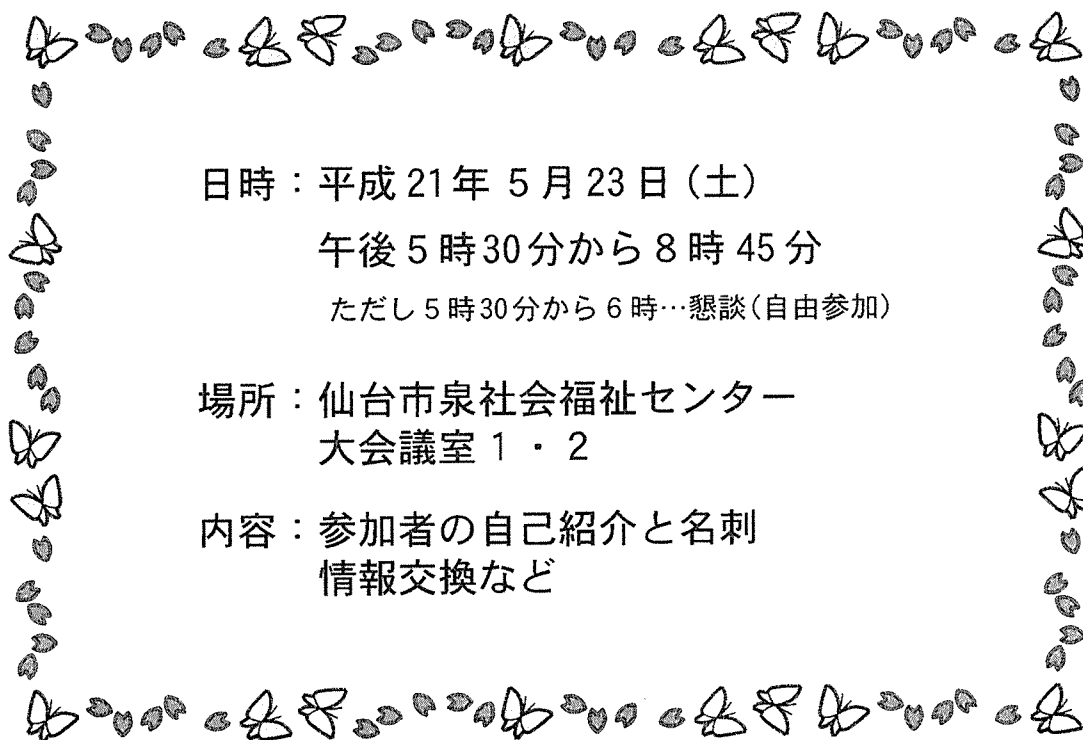 日時：平成21年 5月23日（土）
午後5時30分から8時45分
ただし5時30分から6時…懇談（自由参加）
場所：仙台市泉社会福祉センター
大会議室1・2
内容：参加者の自己紹介と名刺
情報交換など